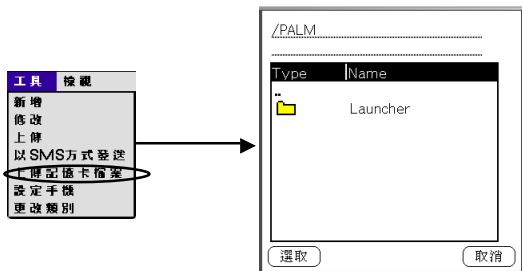 工具 檢視
新增
修改
上傳
以SMS方式發送
上傳記憶卡檔案
設定手機
更改類別
/PALM
Type Name
..
Launcher
選取 取消